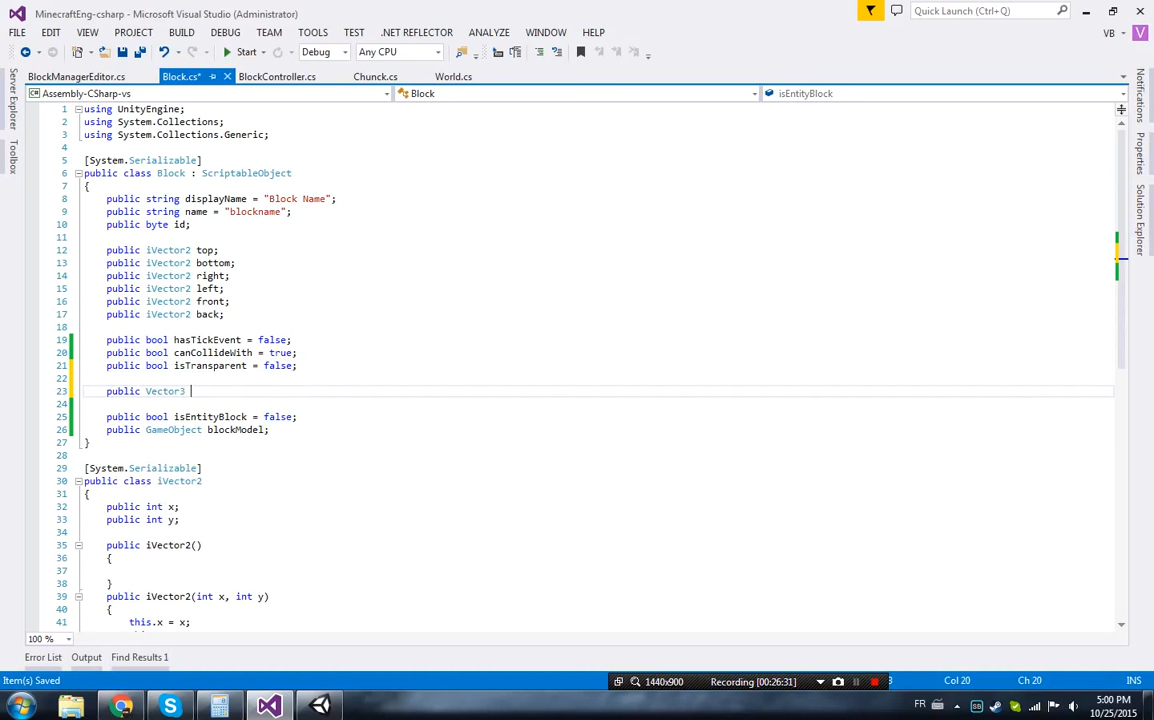 MinecraftEng-csharp - Microsoft Visual Studio (Administrator)
Quick Launch (Ctrl+Q)
FILE EDIT VIEW PROJECT BUILD DEBUG TEAM TOOLS TEST .NET REFLECTOR ANALYZE WINDOW HELP
VB V
Start Debug Any CPU
BlockManagerEditor.cs Block.cs* BlockController.cs Chunck.cs World.cs
Assembly-CSharp-vs Block isEntityBlock
Server Explorer
Toolbox
Notifications
Properties
Solution Explorer
1 using UnityEngine;
2 using System.Collections;
3 using System.Collections.Generic;
4
5 [System.Serializable]
6 public class Block : ScriptableObject
7 {
8 public string displayName = "Block Name";
9 public string name = "blockname";
10 public byte id;
11
12 public iVector2 top;
13 public iVector2 bottom;
14 public iVector2 right;
15 public iVector2 left;
16 public iVector2 front;
17 public iVector2 back;
18
19 public bool hasTickEvent = false;
20 public bool canCollideWith = true;
21 public bool isTransparent = false;
22
23 public Vector3
24
25 public bool isEntityBlock = false;
26 public GameObject blockModel;
27 }
28
29 [System.Serializable]
30 public class iVector2
31 {
32 public int x;
33 public int y;
34
35 public iVector2()
36 {
37
38 }
39 public iVector2(int x, int y)
40 {
41 this.x = x;
100 %
Error List Output Find Results 1
Item(s) Saved 1440x900 Recording [00:26:31] 3 Col 20 Ch 20 INS
FR 5:00 PM
10/25/2015